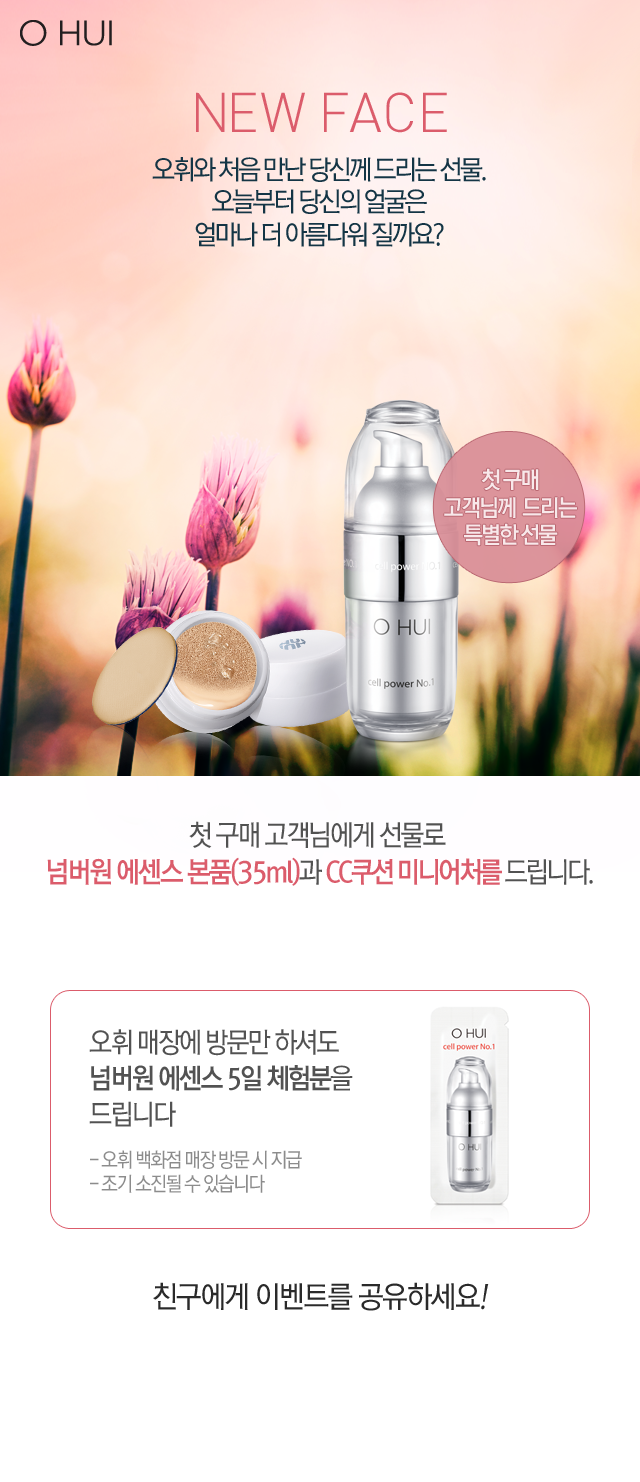 O HUI
NEW FACE
오휘와 처음 만난 당신께 드리는 선물.
오늘부터 당신의 얼굴은
얼마나 더 아름다워 질까요?
첫 구매
고객님께 드리는
특별한 선물
cell power NO.1
O HUI
cell power No.1
첫 구매 고객님에게 선물로
넘버원 에센스 본품(35ml)과 CC쿠션 미니어처를 드립니다.
오휘 매장에 방문만 하셔도
넘버원 에센스 5일 체험분을
드립니다
- 오휘 백화점 매장 방문 시 지급
- 조기 소진될 수 있습니다
O HUI
cell power No.1
O HUI
친구에게 이벤트를 공유하세요!